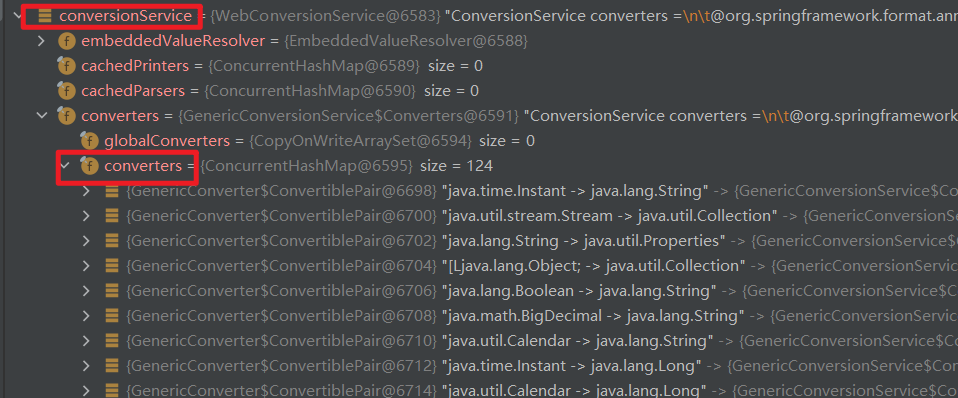 conversionService = {WebConversionService@6583} "ConversionService converters =\n\t@org.springframework.format.ann
embeddedValueResolver = {EmbeddedValueResolver@6588}
cachedPrinters = {ConcurrentHashMap@6589} size = 0
cachedParsers = {ConcurrentHashMap@6590} size = 0
converters = {GenericConversionService$Converters@6591} "ConversionService converters =\n\t@org.springframework
globalConverters = {CopyOnWriteArraySet@6594} size = 0
converters = {ConcurrentHashMap@6595} size = 124
{GenericConverter$ConvertiblePair@6698} "java.time.Instant -> java.lang.String" -> {GenericConversionService$Co
{GenericConverter$ConvertiblePair@6700} "java.util.stream.Stream -> java.util.Collection" -> {GenericConversionSe
{GenericConverter$ConvertiblePair@6702} "java.lang.String -> java.util.Properties" -> {GenericConversionService$C
{GenericConverter$ConvertiblePair@6704} "[Ljava.lang.Object; -> java.util.Collection" -> {GenericConversionServic
{GenericConverter$ConvertiblePair@6706} "java.lang.Boolean -> java.lang.String" -> {GenericConversionService$C
{GenericConverter$ConvertiblePair@6708} "java.math.BigDecimal -> java.lang.String" -> {GenericConversionServic
{GenericConverter$ConvertiblePair@6710} "java.util.Calendar -> java.lang.String" -> {GenericConversionService$C
{GenericConverter$ConvertiblePair@6712} "java.time.Instant -> java.lang.Long" -> {GenericConversionService$Co
{GenericConverter$ConvertiblePair@6714} "java.util.Calendar -> java.lang.Long" -> {GenericConversionService$Co